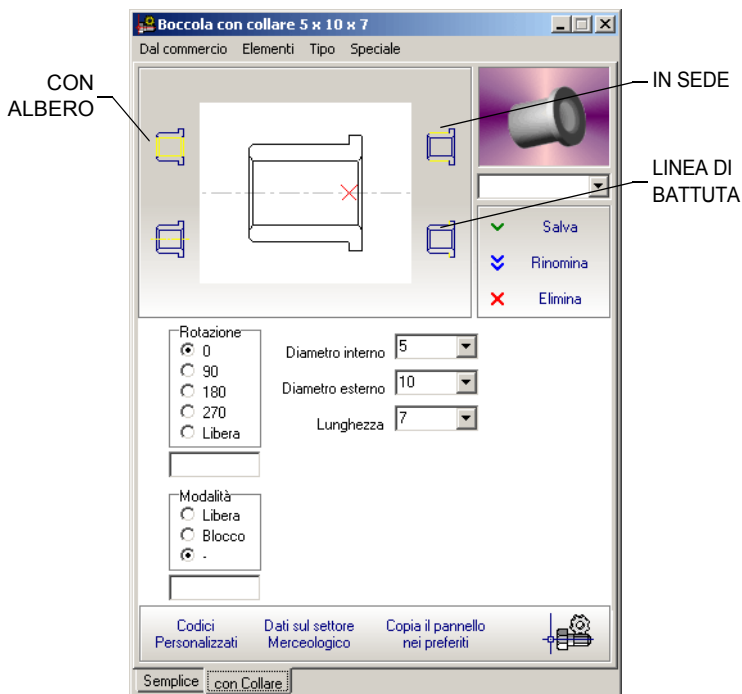 Boccola con collare 5 x 10 x 7
Dal commercio Elementi Tipo Speciale
CON
ALBERO
IN SEDE
LINEA DI
BATTUTA
Salva
Rinomina
Elimina
Rotazione
0
90
180
270
Libera
Diametro interno 5
Diametro esterno 10
Lunghezza 7
Modalità
Libera
Blocco
-
Codici
Personalizzati
Dati sul settore
Merceologico
Copia il pannello
nei preferiti
Semplice con Collare